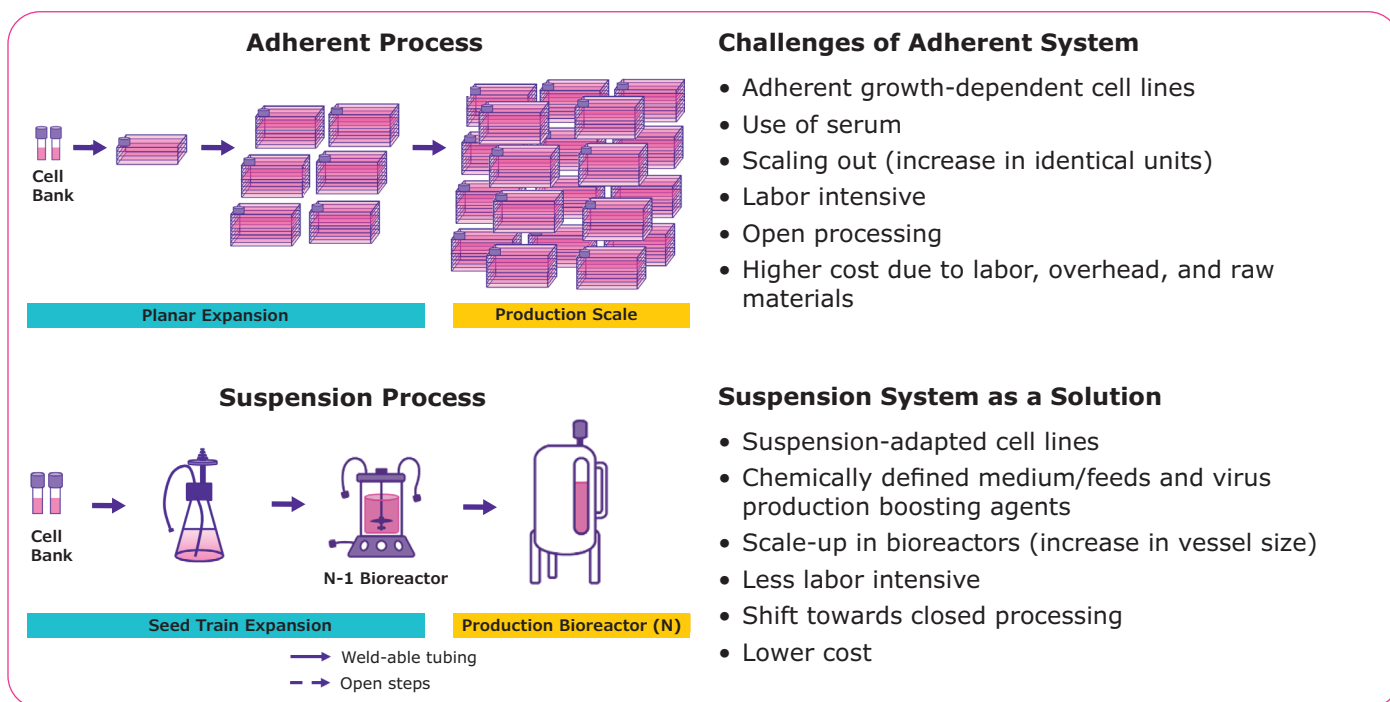 Adherent Process
Cell
Bank
Planar Expansion
Production Scale
Challenges of Adherent System
• Adherent growth-dependent cell lines
• Use of serum
• Scaling out (increase in identical units)
• Labor intensive
• Open processing
• Higher cost due to labor, overhead, and raw
materials
Suspension Process
Cell
Bank
N-1 Bioreactor
Seed Train Expansion
Production Bioreactor (N)
Weld-able tubing
Open steps
Suspension System as a Solution
• Suspension-adapted cell lines
• Chemically defined medium/feeds and virus
production boosting agents
• Scale-up in bioreactors (increase in vessel size)
• Less labor intensive
• Shift towards closed processing
• Lower cost